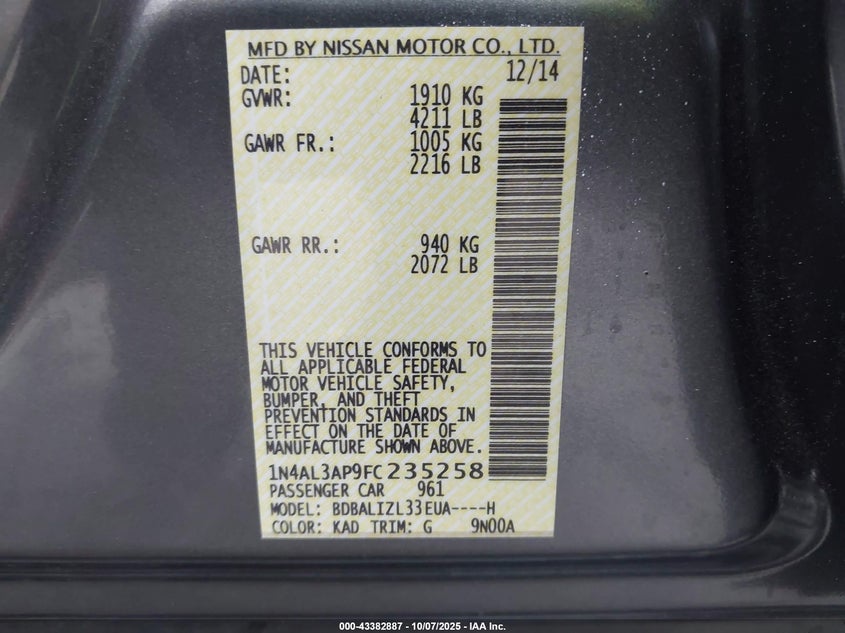 MFD BY NISSAN MOTOR CO., LTD.
DATE: 12/14
GVWR: 1910 KG
4211 LB
GAWR FR.: 1005 KG
2216 LB
GAWR RR.: 940 KG
2072 LB
THIS VEHICLE CONFORMS TO
ALL APPLICABLE FEDERAL
MOTOR VEHICLE SAFETY,
BUMPER, AND THEFT
PREVENTION STANDARDS IN
EFFECT ON THE DATE OF
MANUFACTURE SHOWN ABOVE.
1N4AL3AP9FC235258
PASSENGER CAR 961
MODEL: BDBALIZL33EUA----H
COLOR: KAD TRIM: G 9N00A
000-43382887 - 10/07/2025 - IAA Inc.